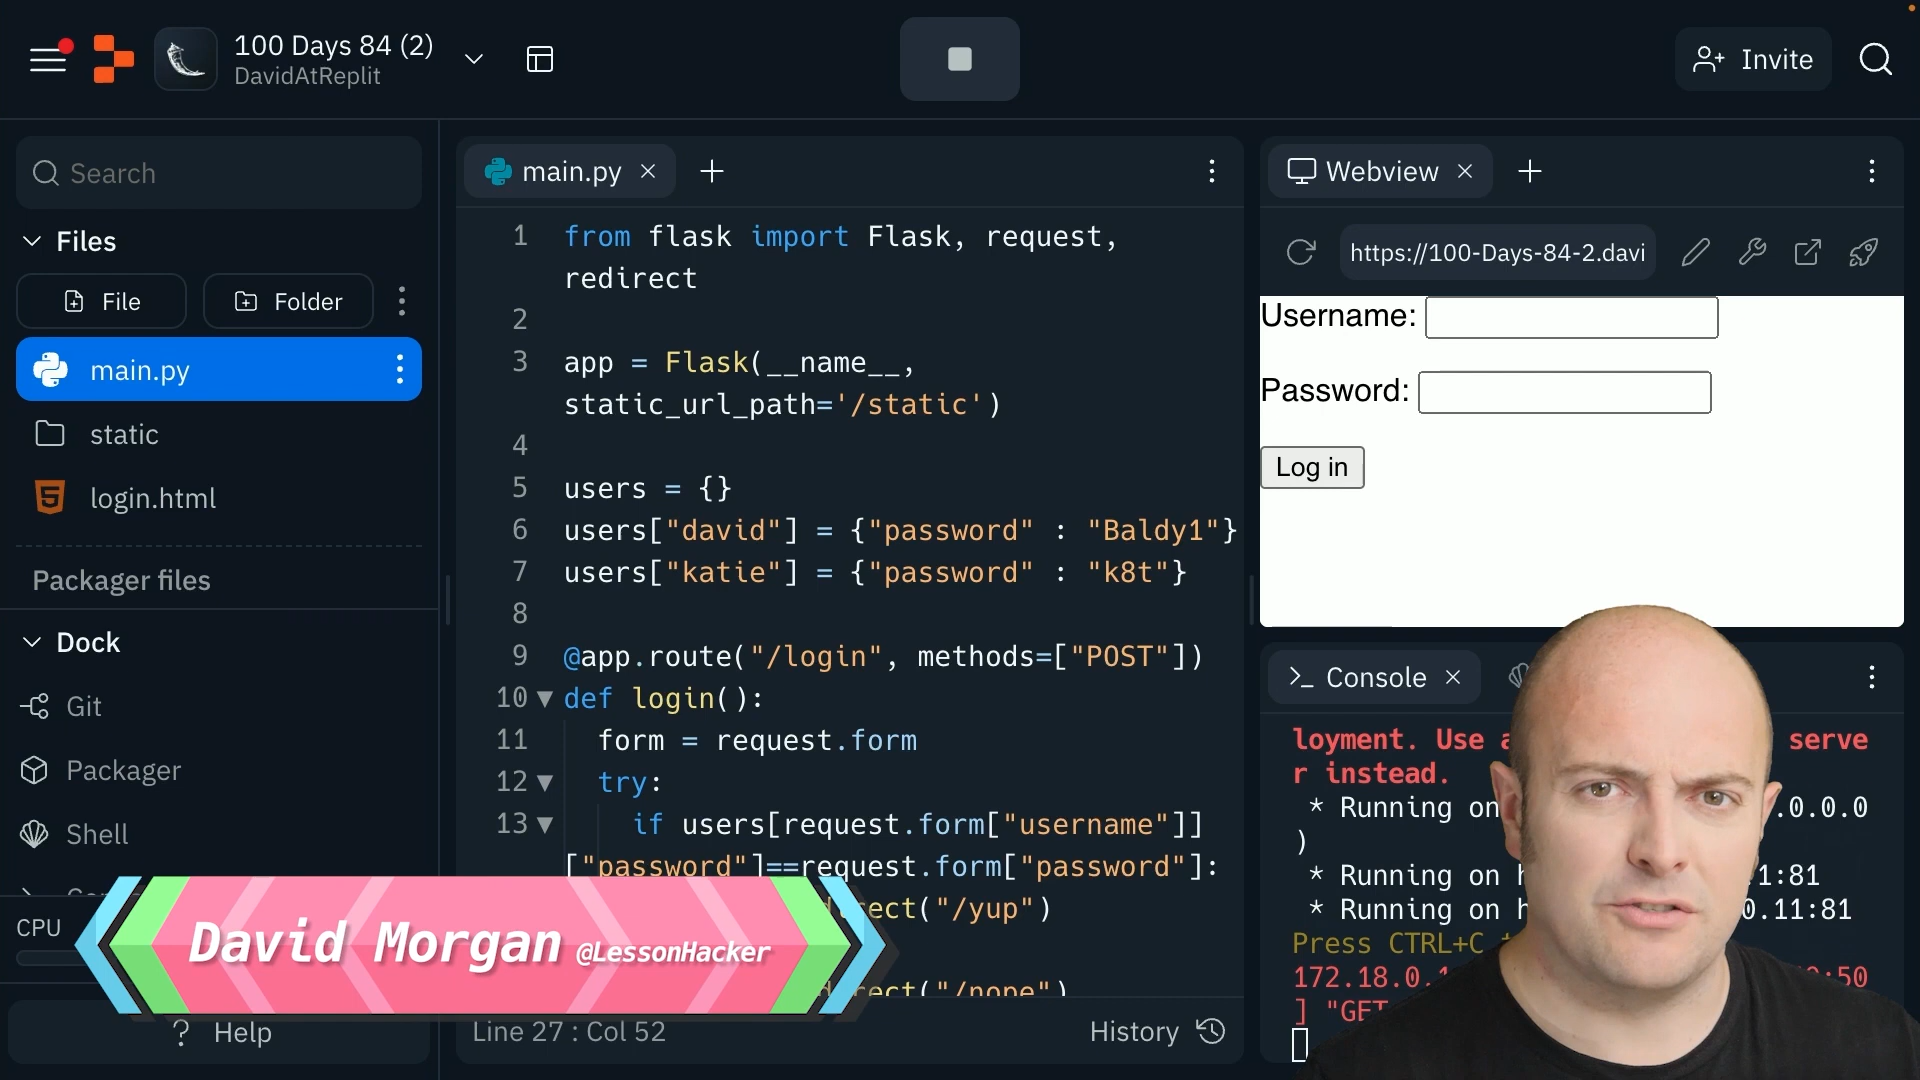 100 Days 84 (2)
DavidAtReplit
Invite
Search
Files
File
Folder
main.py
static
login.html
Packager files
Dock
Git
Packager
Shell
CPU
Help
main.py
1 from flask import Flask, request,
redirect
2
3 app = Flask(__name__,
static_url_path='/static')
4
5 users = {}
6 users["david"] = {"password" : "Baldy1"}
7 users["katie"] = {"password" : "k8t"}
8
9 @app.route("/login", methods=["POST"])
10 def login():
11 form = request.form
12 try:
13 if users[request.form["username"]]
["password"]==request.form["password"]:
("/yup")
("/nope")
Line 27 : Col 52
History
Webview
https://100-Days-84-2.davi
Username:
Password:
Log in
Console
loyment. Use serve
r instead.
* Running on .0.0.0
)
* Running on 1:81
* Running on 0.11:81
Press CTRL+C
172.18.0. :50
] "GET
David Morgan @LessonHacker